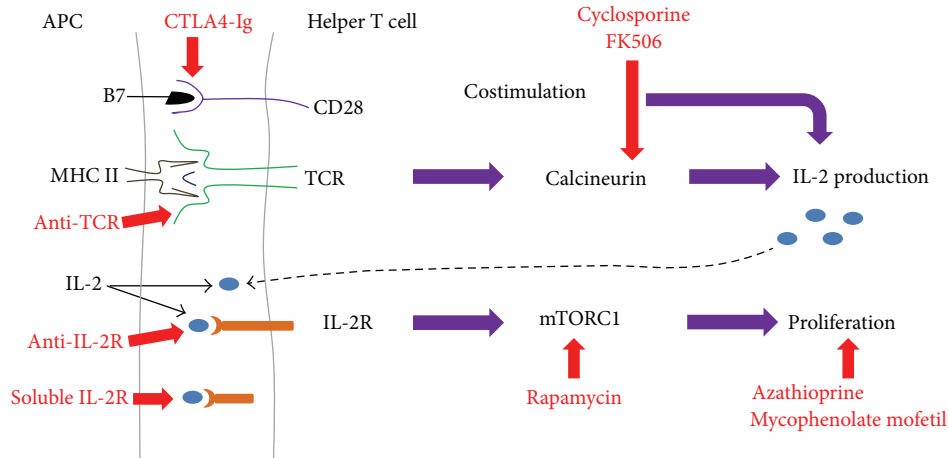 APC
CTLA4-Ig
Helper T cell
Cyclosporine
FK506
B7
CD28
Costimulation
MHC II
TCR
Calcineurin
IL-2 production
Anti-TCR
IL-2
IL-2R
mTORC1
Proliferation
Anti-IL-2R
Soluble IL-2R
Rapamycin
Azathioprine
Mycophenolate mofetil